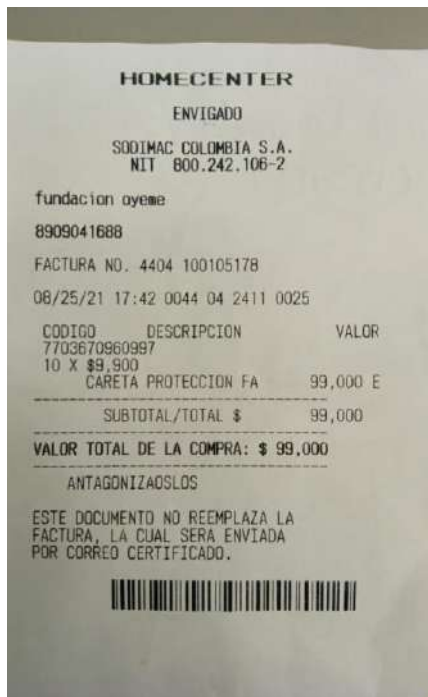 HOMECENTER
ENVIGADO
SODIMAC COLOMBIA S.A.
NIT 800.242.106-2
fundacion oyeme
8909041688
FACTURA NO. 4404 100105178
08/25/21 17:42 0044 04 2411 0025
CODIGO DESCRIPCION VALOR
7703670960997
10 X $9,900
CARETA PROTECCION FA 99,000 E
SUBTOTAL/TOTAL $ 99,000
VALOR TOTAL DE LA COMPRA: $ 99,000
ANTAGONIZAOSLOS
ESTE DOCUMENTO NO REEMPLAZA LA
FACTURA, LA CUAL SERA ENVIADA
POR CORREO CERTIFICADO.